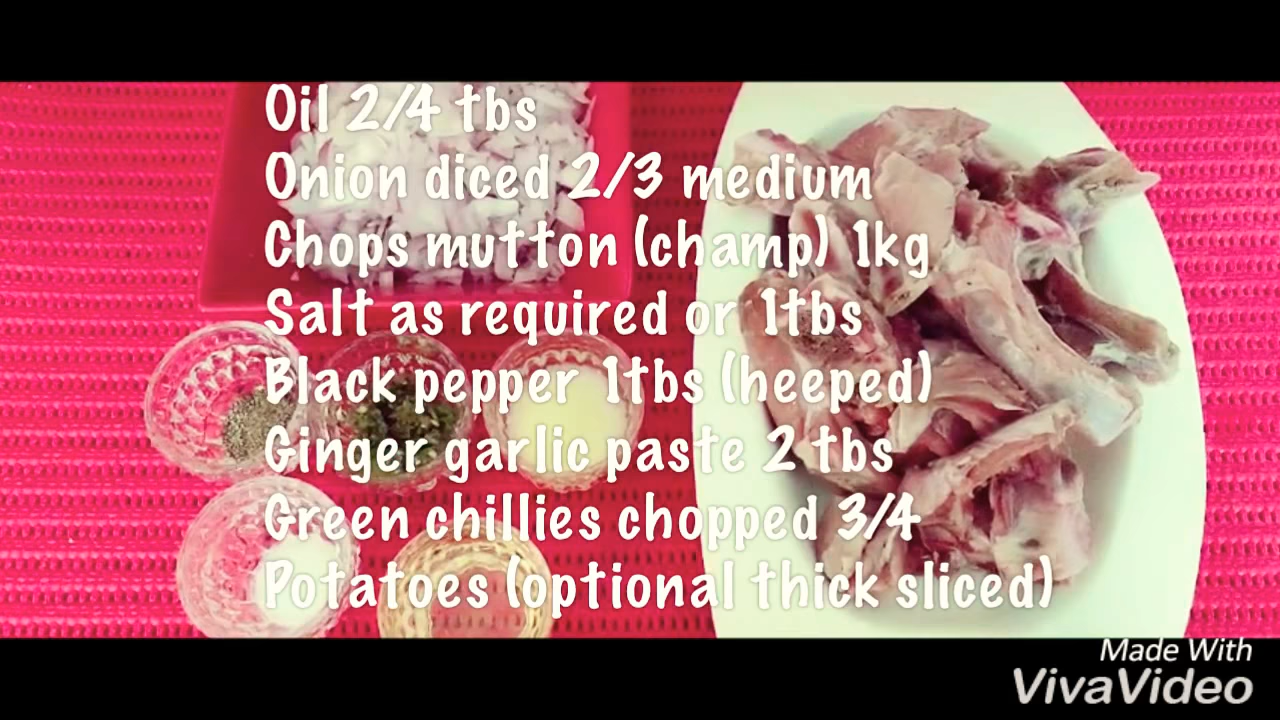 Oil 2/4 tbs
Onion diced 2/3 medium
Chops mutton (champ) 1kg
Salt as required or 1tbs
Black pepper 1tbs (heeped)
Ginger garlic paste 2 tbs
Green chillies chopped 3/4
Potatoes (optional thick sliced)
Made With
VivaVideo